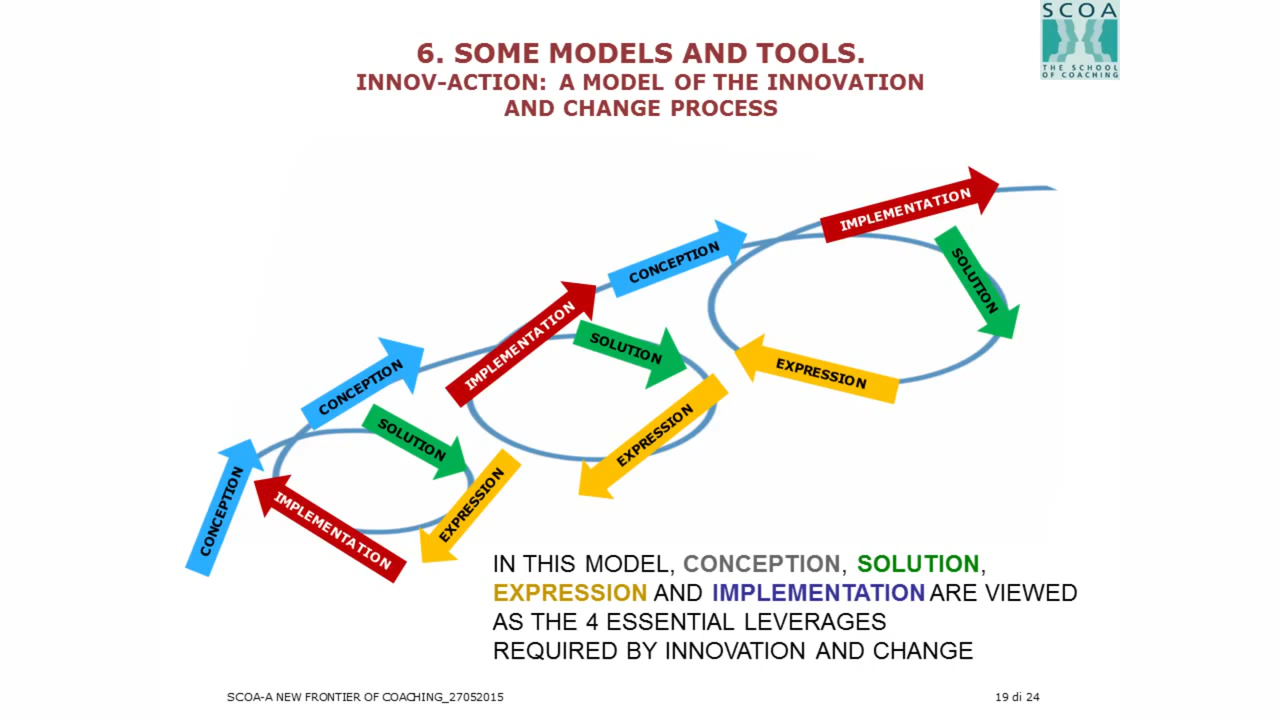 SCOA
THE SCHOOL
OF COACHING
6. SOME MODELS AND TOOLS.
INNOV-ACTION: A MODEL OF THE INNOVATION
AND CHANGE PROCESS
IMPLEMENTATION
CONCEPTION
SOLUTION
IMPLEMENTATION
SOLUTION
EXPRESSION
CONCEPTION
EXPRESSION
SOLUTION
CONCEPTION
EXPRESSION
IMPLEMENTATION
IN THIS MODEL, CONCEPTION, SOLUTION,
EXPRESSION AND IMPLEMENTATION ARE VIEWED
AS THE 4 ESSENTIAL LEVERAGES
REQUIRED BY INNOVATION AND CHANGE
SCOA-A NEW FRONTIER OF COACHING_27052015
19 di 24